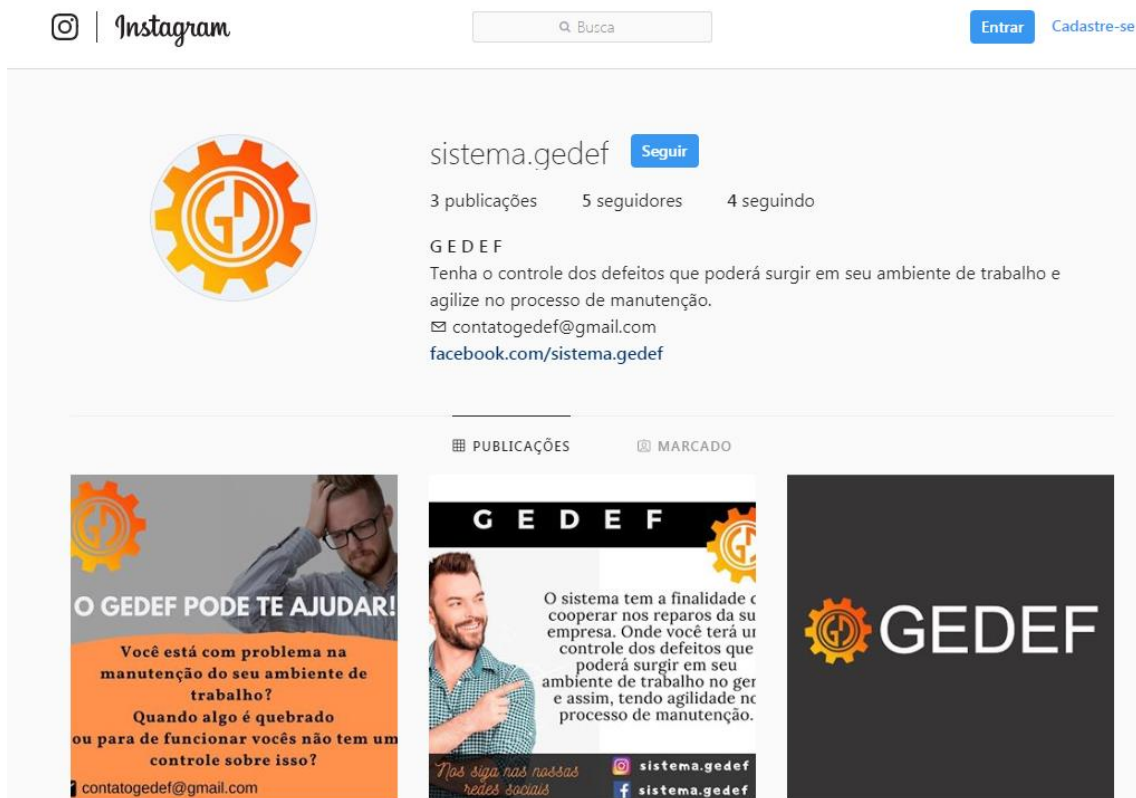 Instagram
Busca
Entrar
Cadastre-se
sistema.gedef
Seguir
3 publicações
5 seguidores
4 seguindo
G E D E F
Tenha o controle dos defeitos que poderá surgir em seu ambiente de trabalho e
agilize no processo de manutenção.
contatogedef@gmail.com
facebook.com/sistema.gedef
PUBLICAÇÕES
MARCADO
O GEDEF PODE TE AJUDAR!
Você está com problema na
manutenção do seu ambiente de
trabalho?
Quando algo é quebrado
ou para de funcionar vocês não tem um
controle sobre isso?
contatogedef@gmail.com
G E D E F
O sistema tem a finalidade
cooperar nos reparos da su
empresa. Onde você terá
controle dos defeitos que
poderá surgir em seu
ambiente de trabalho no ger
e assim, tendo agilidade no
processo de manutenção.
Nos siga nas nossas
redes sociais
sistema.gedef
sistema.gedef
GEDEF